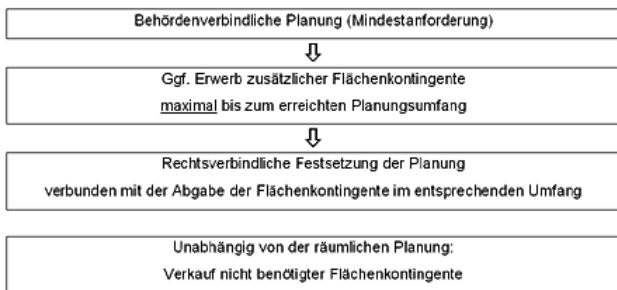 Behördenverbindliche Planung (Mindestanforderung)
Ggf. Erwerb zusätzlicher Flächenkontingente
maximal bis zum erreichten Planungsumfang
Rechtsverbindliche Festsetzung der Planung
verbunden mit der Abgabe der Flächenkontingente im entsprechenden Umfang
Unabhängig von der räumlichen Planung:
Verkauf nicht benötigter Flächenkontingente